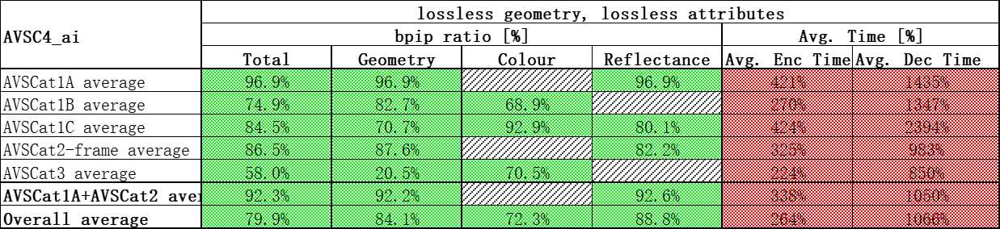 lossless geometry, lossless attributes
AVSC4_ai bpip ratio [%] Avg. Time [%]
Total Geometry Colour Reflectance Avg. Enc Time Avg. Dec Time
AVSCat1A average 96.9% 96.9% 96.9% 421% 1435%
AVSCat1B average 74.9% 82.7% 68.9% 270% 1347%
AVSCat1C average 84.5% 70.7% 92.9% 80.1% 424% 2394%
AVSCat2-frame average 86.5% 87.6% 82.2% 325% 983%
AVSCat3 average 58.0% 20.5% 70.5% 224% 850%
AVSCat1A+AVSCat2 aver 92.3% 92.2% 92.6% 338% 1050%
Overall average 79.9% 84.1% 72.3% 88.8% 264% 1066%